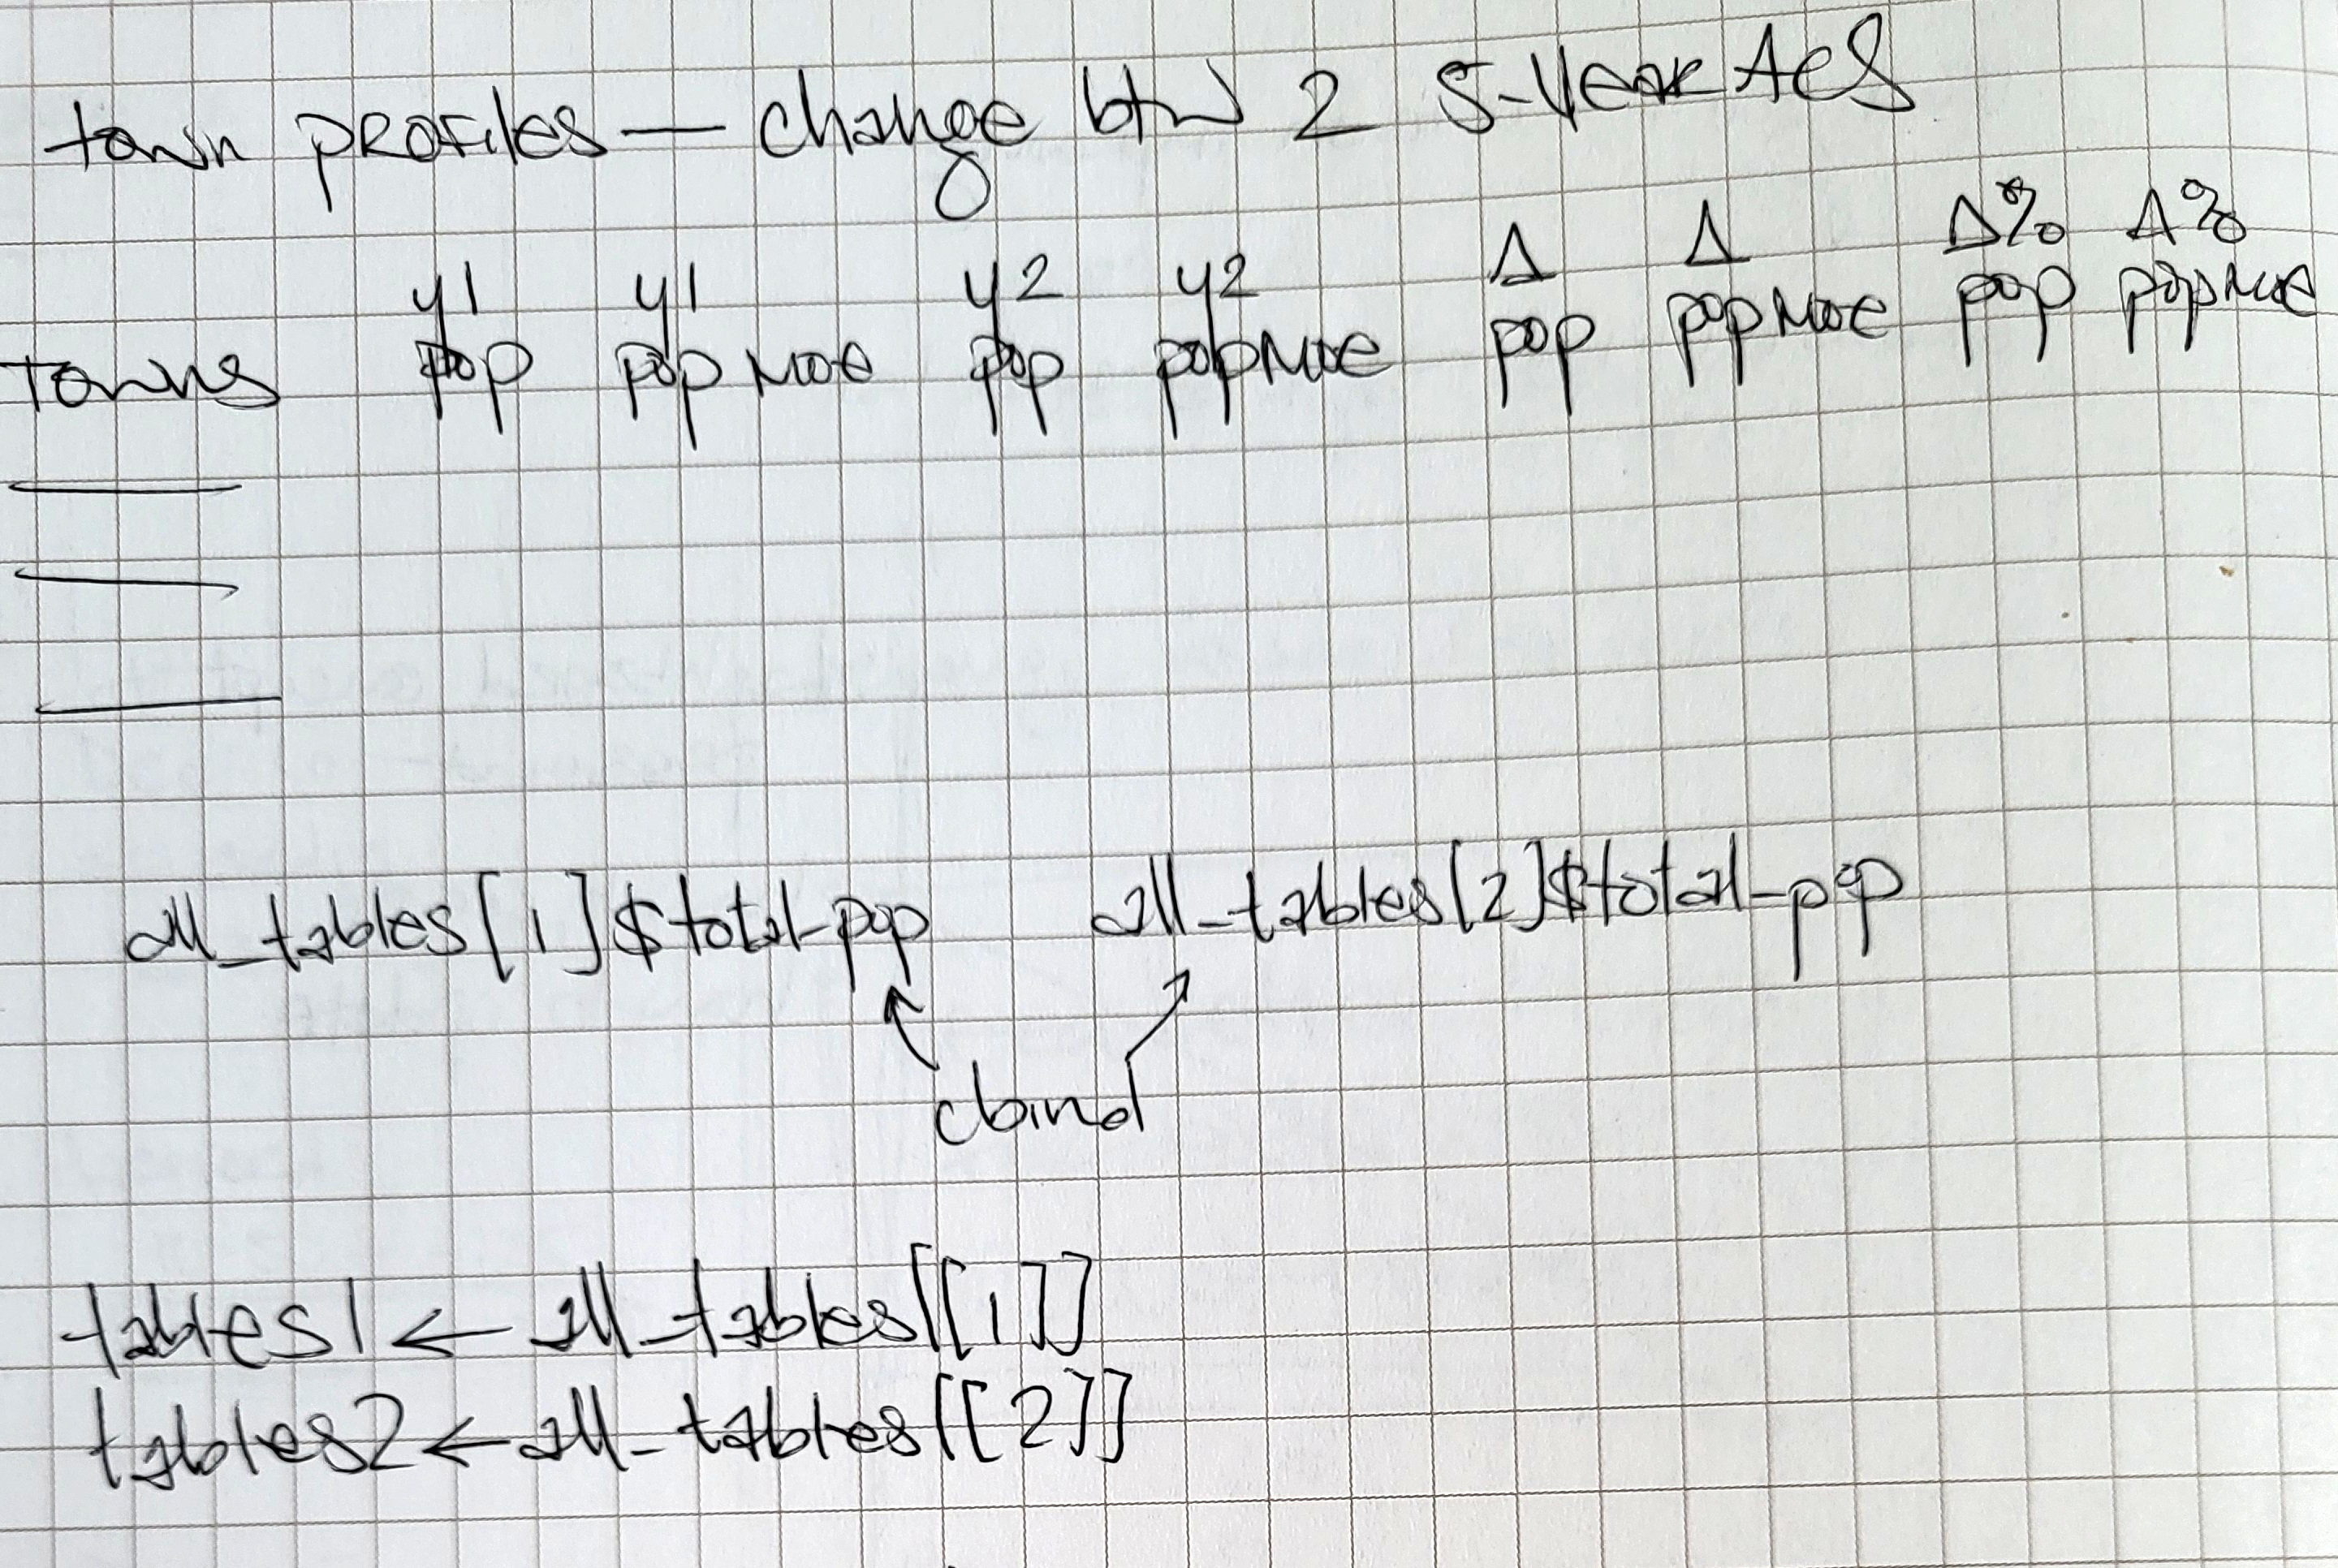 town profiles — change btw 2 5-year ACS
y1 y1 y2 y2 Δ Δ Δ% Δ%
Towns pop pop moe pop pop moe pop pop moe pop pop moe
all_tables[1]$total_pop all_tables[2]$total_pop
cbind
tables1 ← all_tables[[1]]
tables2 ← all_tables[[2]]